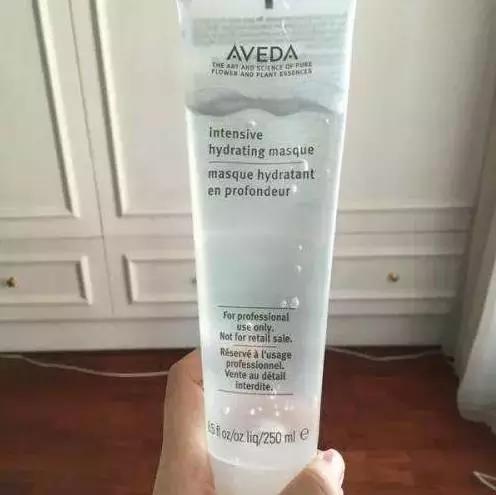 AVEDA
THE ART AND SCIENCE OF PURE
FLOWER AND PLANT ESSENCES
intensive
hydrating masque
masque hydratant
en profondeur
For professional
use only.
Not for retail sale.
Réservé à l'usage
professionnel.
Vente au détail
interdite.
8.5 fl oz/oz liq/250 ml e